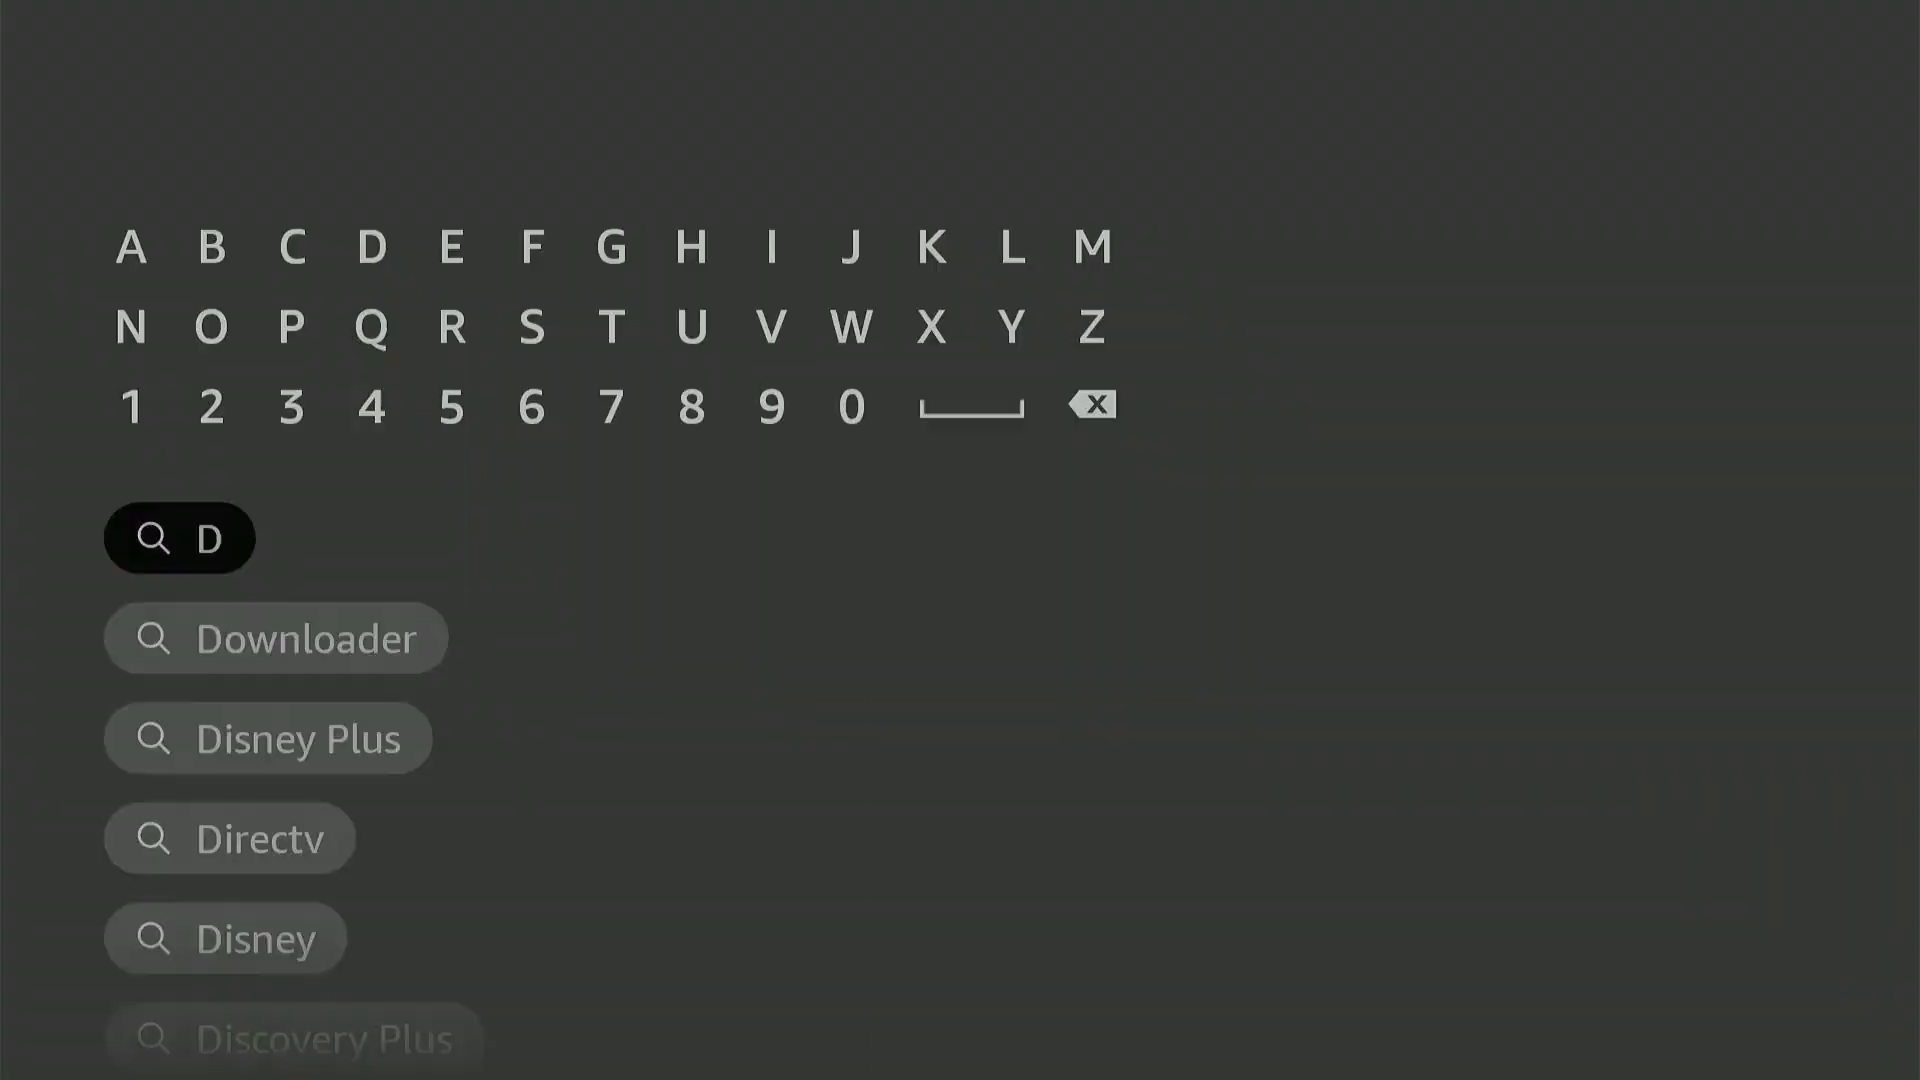 A B C D E F G H I J K L M
N O P Q R S T U V W X Y Z
1 2 3 4 5 6 7 8 9 0
D
Downloader
Disney Plus
Directv
Disney
Discovery Plus